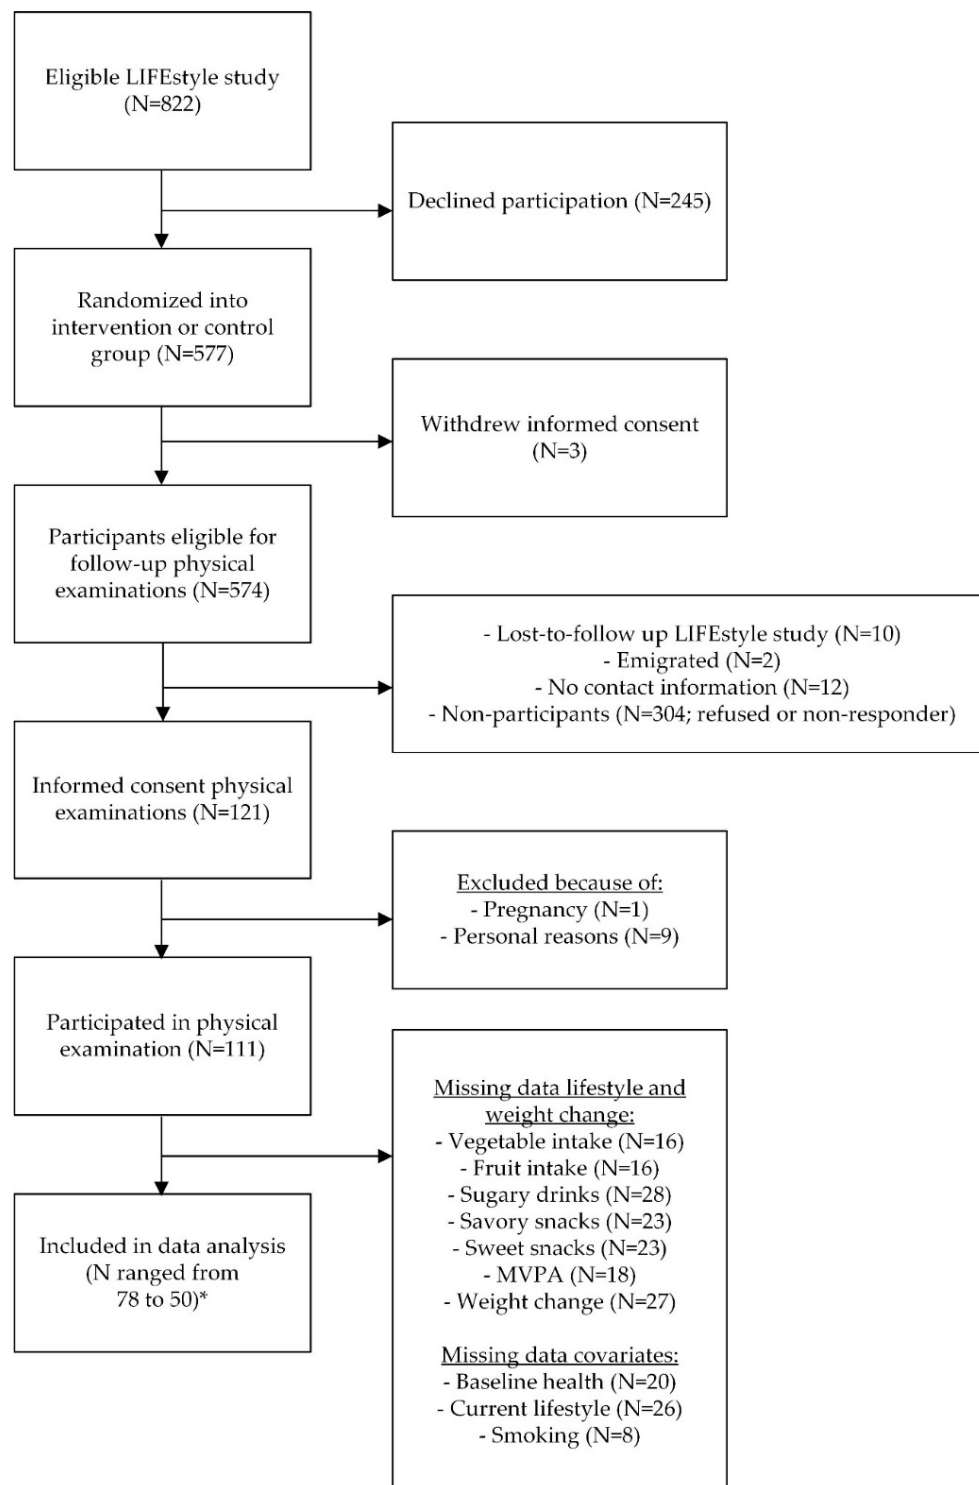 Eligible LIFEstyle study
(N=822)
Declined participation (N=245)
Randomized into
intervention or control
group (N=577)
Withdrew informed consent
(N=3)
Participants eligible for
follow-up physical
examinations (N=574)
- Lost-to-follow up LIFEstyle study (N=10)
- Emigrated (N=2)
- No contact information (N=12)
- Non-participants (N=304; refused or non-responder)
Informed consent physical
examinations (N=121)
Excluded because of:
- Pregnancy (N=1)
- Personal reasons (N=9)
Participated in physical
examination (N=111)
Missing data lifestyle and
weight change:
- Vegetable intake (N=16)
- Fruit intake (N=16)
- Sugary drinks (N=28)
- Savory snacks (N=23)
- Sweet snacks (N=23)
- MVPA (N=18)
- Weight change (N=27)
Missing data covariates:
- Baseline health (N=20)
- Current lifestyle (N=26)
- Smoking (N=8)
Included in data analysis
(N ranged from
78 to 50)*